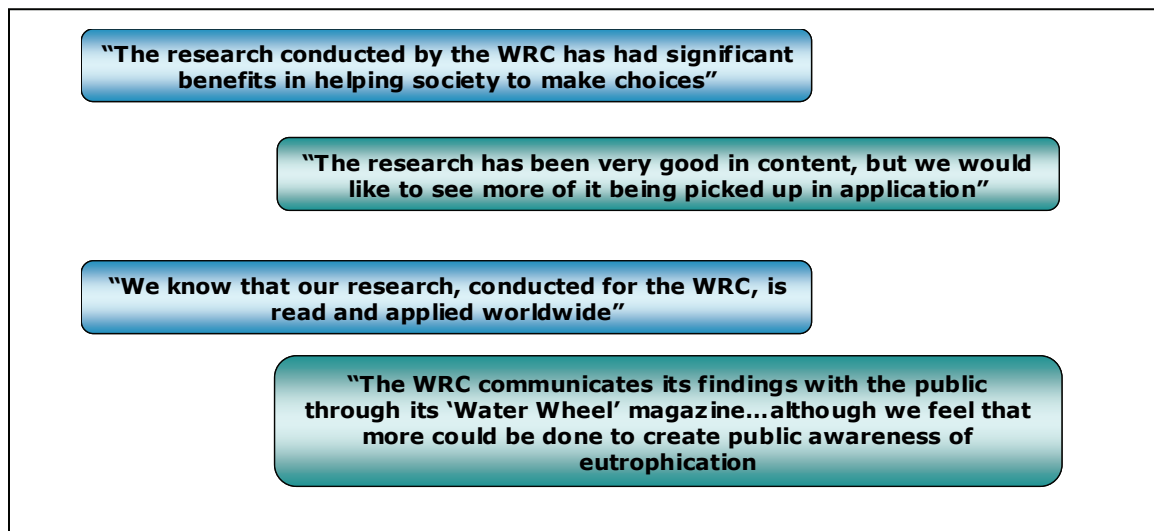 “The research conducted by the WRC has had significant
benefits in helping society to make choices”
“The research has been very good in content, but we would
like to see more of it being picked up in application”
“We know that our research, conducted for the WRC, is
read and applied worldwide”
“The WRC communicates its findings with the public
through its ‘Water Wheel’ magazine...although we feel that
more could be done to create public awareness of
eutrophication